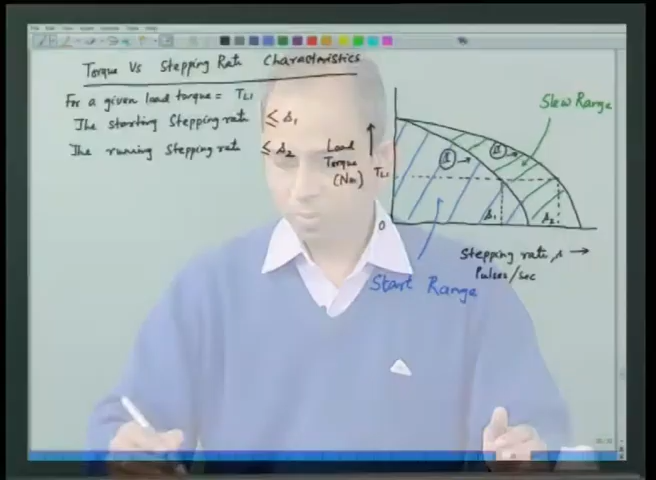 Torque Vs Stepping Rate Characteristics
For a given load torque = TL1
The starting stepping rate ≤ s1
The running stepping rate ≤ s2
Slew Range
Load
Torque
(Nm)
TL1
s1
s2
0
Stepping rate, s →
Pulses/sec
Start Range